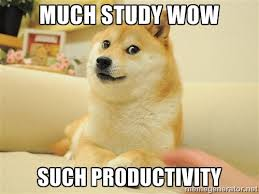 MUCH STUDY WOW
SUCH PRODUCTIVITY
memegenerator.net